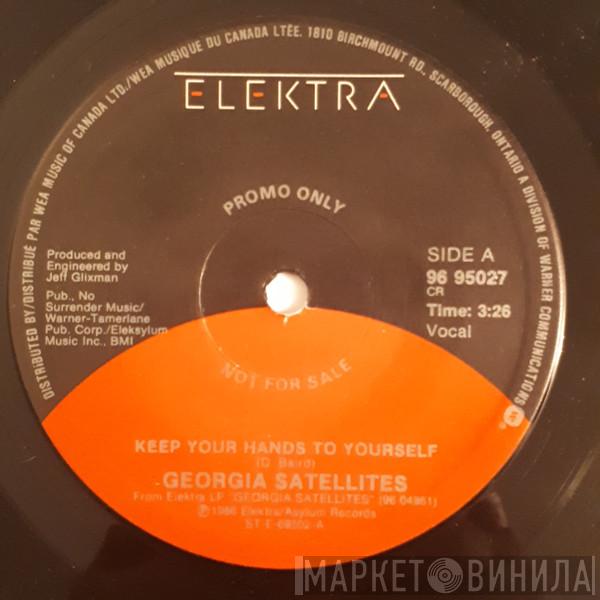 DISTRIBUTED BY/DISTRIBUÉ PAR WEA MUSIC OF CANADA LTD./WEA MUSIQUE DU CANADA LTÉE. 1810 BIRCHMOUNT RD., SCARBOROUGH, ONTARIO A DIVISION OF WARNER COMMUNICATIONS
ELEKTRA
PROMO ONLY
Produced and
Engineered by
Jeff Glixman
Pub., No
Surrender Music/
Warner-Tamerlane
Pub. Corp./Eleksylum
Music Inc., BMI
SIDE A
96 95027
CR
Time: 3:26
Vocal
NOT FOR SALE
KEEP YOUR HANDS TO YOURSELF
(D. Baird)
GEORGIA SATELLITES
From Elektra LP "GEORGIA SATELLITES" (96 04961)
Ⓟ1986 Elektra/Asylum Records
ST-E-69502-A
МАРКЕТ ВИНИЛА